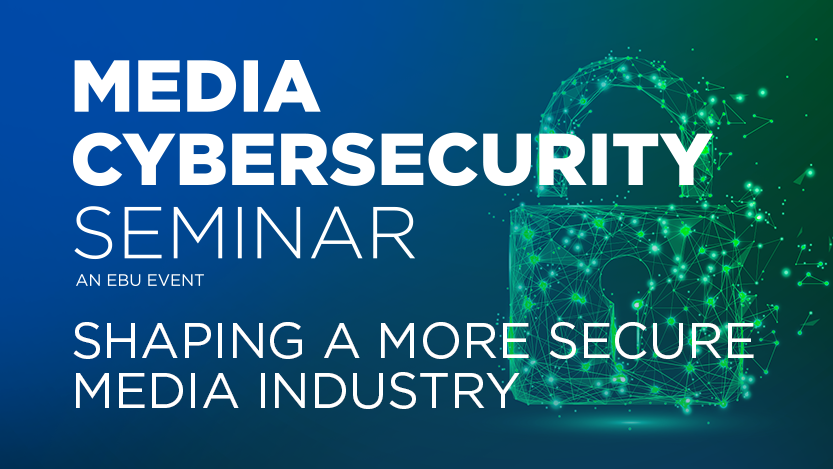 MEDIA
CYBERSECURITY
SEMINAR
AN EBU EVENT
SHAPING A MORE SECURE
MEDIA INDUSTRY